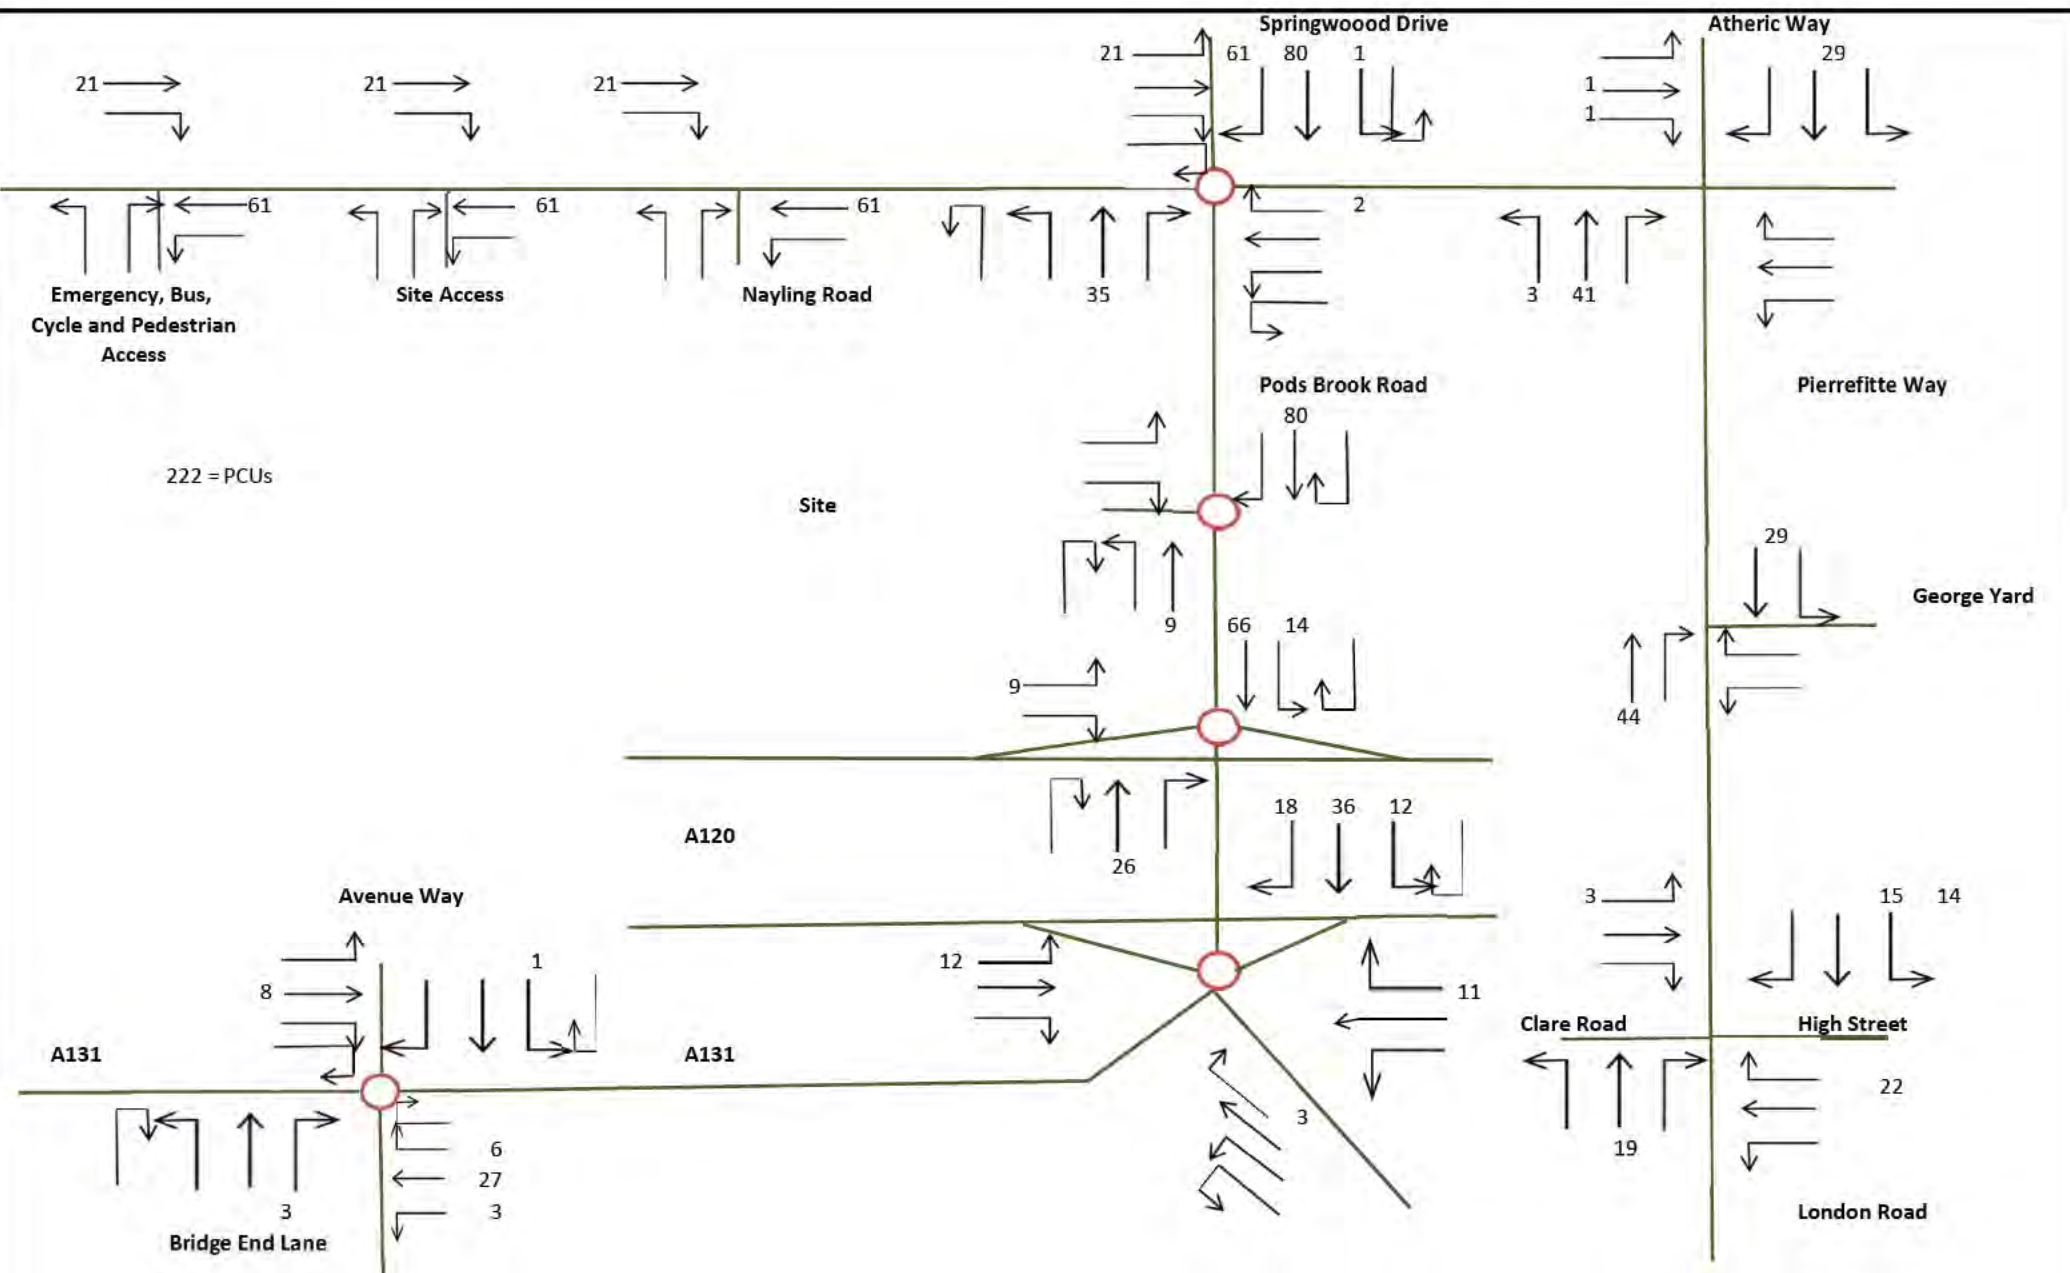 Springwoood Drive
Atheric Way
21
61
80
1
29
21
21
21
1
1
61
61
61
2
35
3
41
Emergency, Bus,
Cycle and Pedestrian
Access
Site Access
Nayling Road
Pods Brook Road
Pierrefitte Way
80
222 = PCUs
Site
29
George Yard
9
66
14
9
44
A120
26
18
36
12
Avenue Way
3
15
14
1
8
12
11
A131
A131
Clare Road
High Street
22
3
19
6
27
3
3
London Road
Bridge End Lane